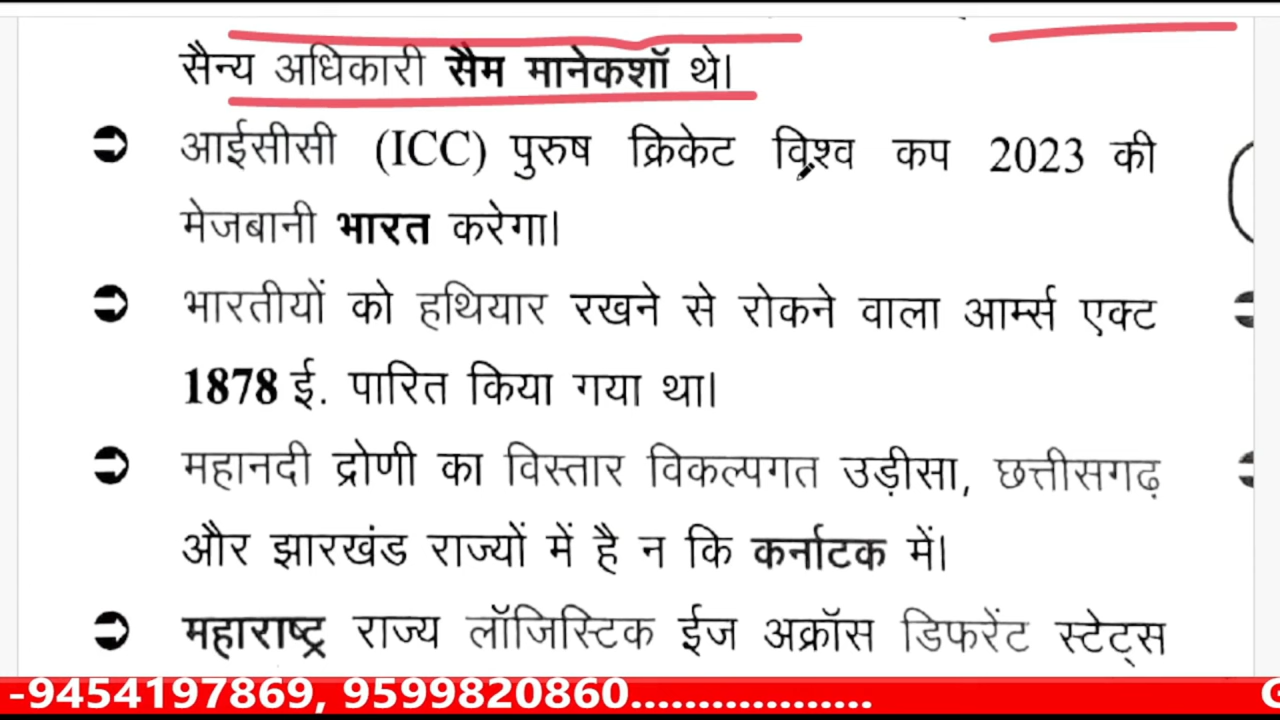 सैन्य अधिकारी सैम मानेकशॉ थे।
➲ आईसीसी (ICC) पुरुष क्रिकेट विश्व कप 2023 की
मेजबानी भारत करेगा।
➲ भारतीयों को हथियार रखने से रोकने वाला आर्म्स एक्ट
1878 ई. पारित किया गया था।
➲ महानदी द्रोणी का विस्तार विकल्पगत उड़ीसा, छत्तीसगढ़
और झारखंड राज्यों में है न कि कर्नाटक में।
➲ महाराष्ट्र राज्य लॉजिस्टिक ईज अक्रॉस डिफरेंट स्टेट्स
-9454197869, 9599820860..................